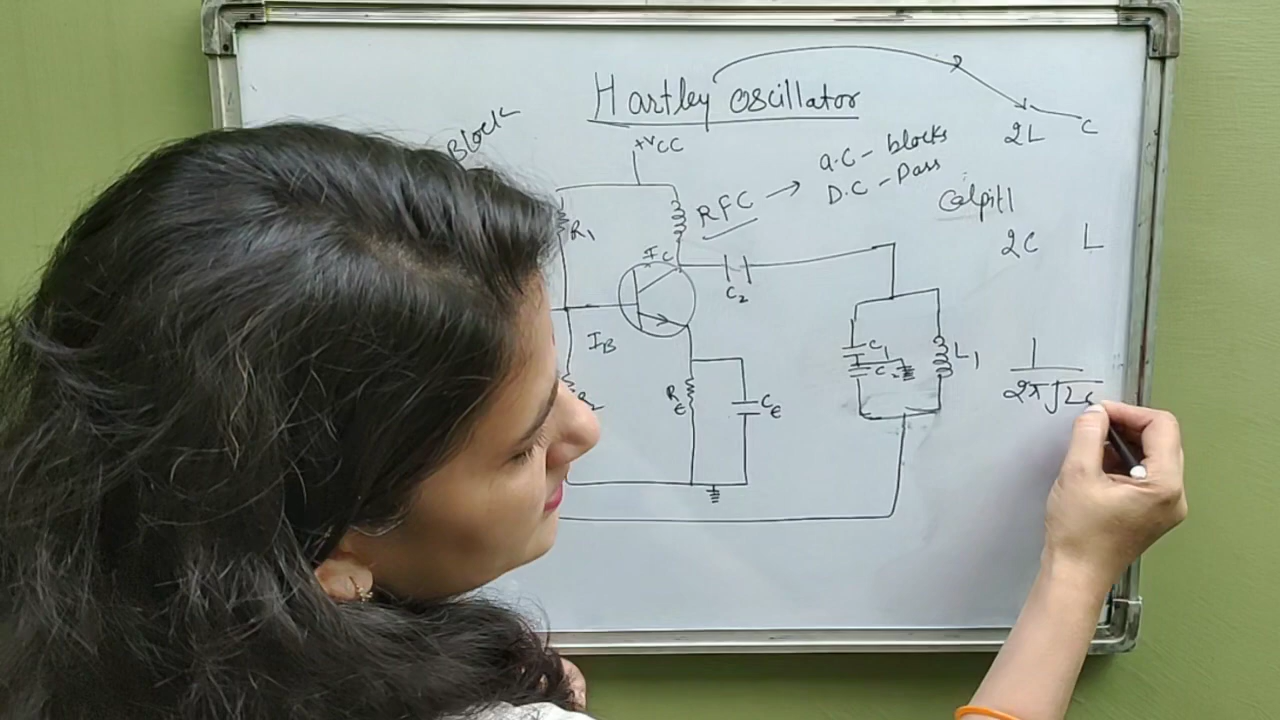 Hartley oscillator
Block
+VCC
a.c - blocks
D.C - Pass
2L C
RFC →
Colpitt
2C L
R1
IC
C2
IB
C1
C2
L1
1
2π√LC
RE
CE
R2